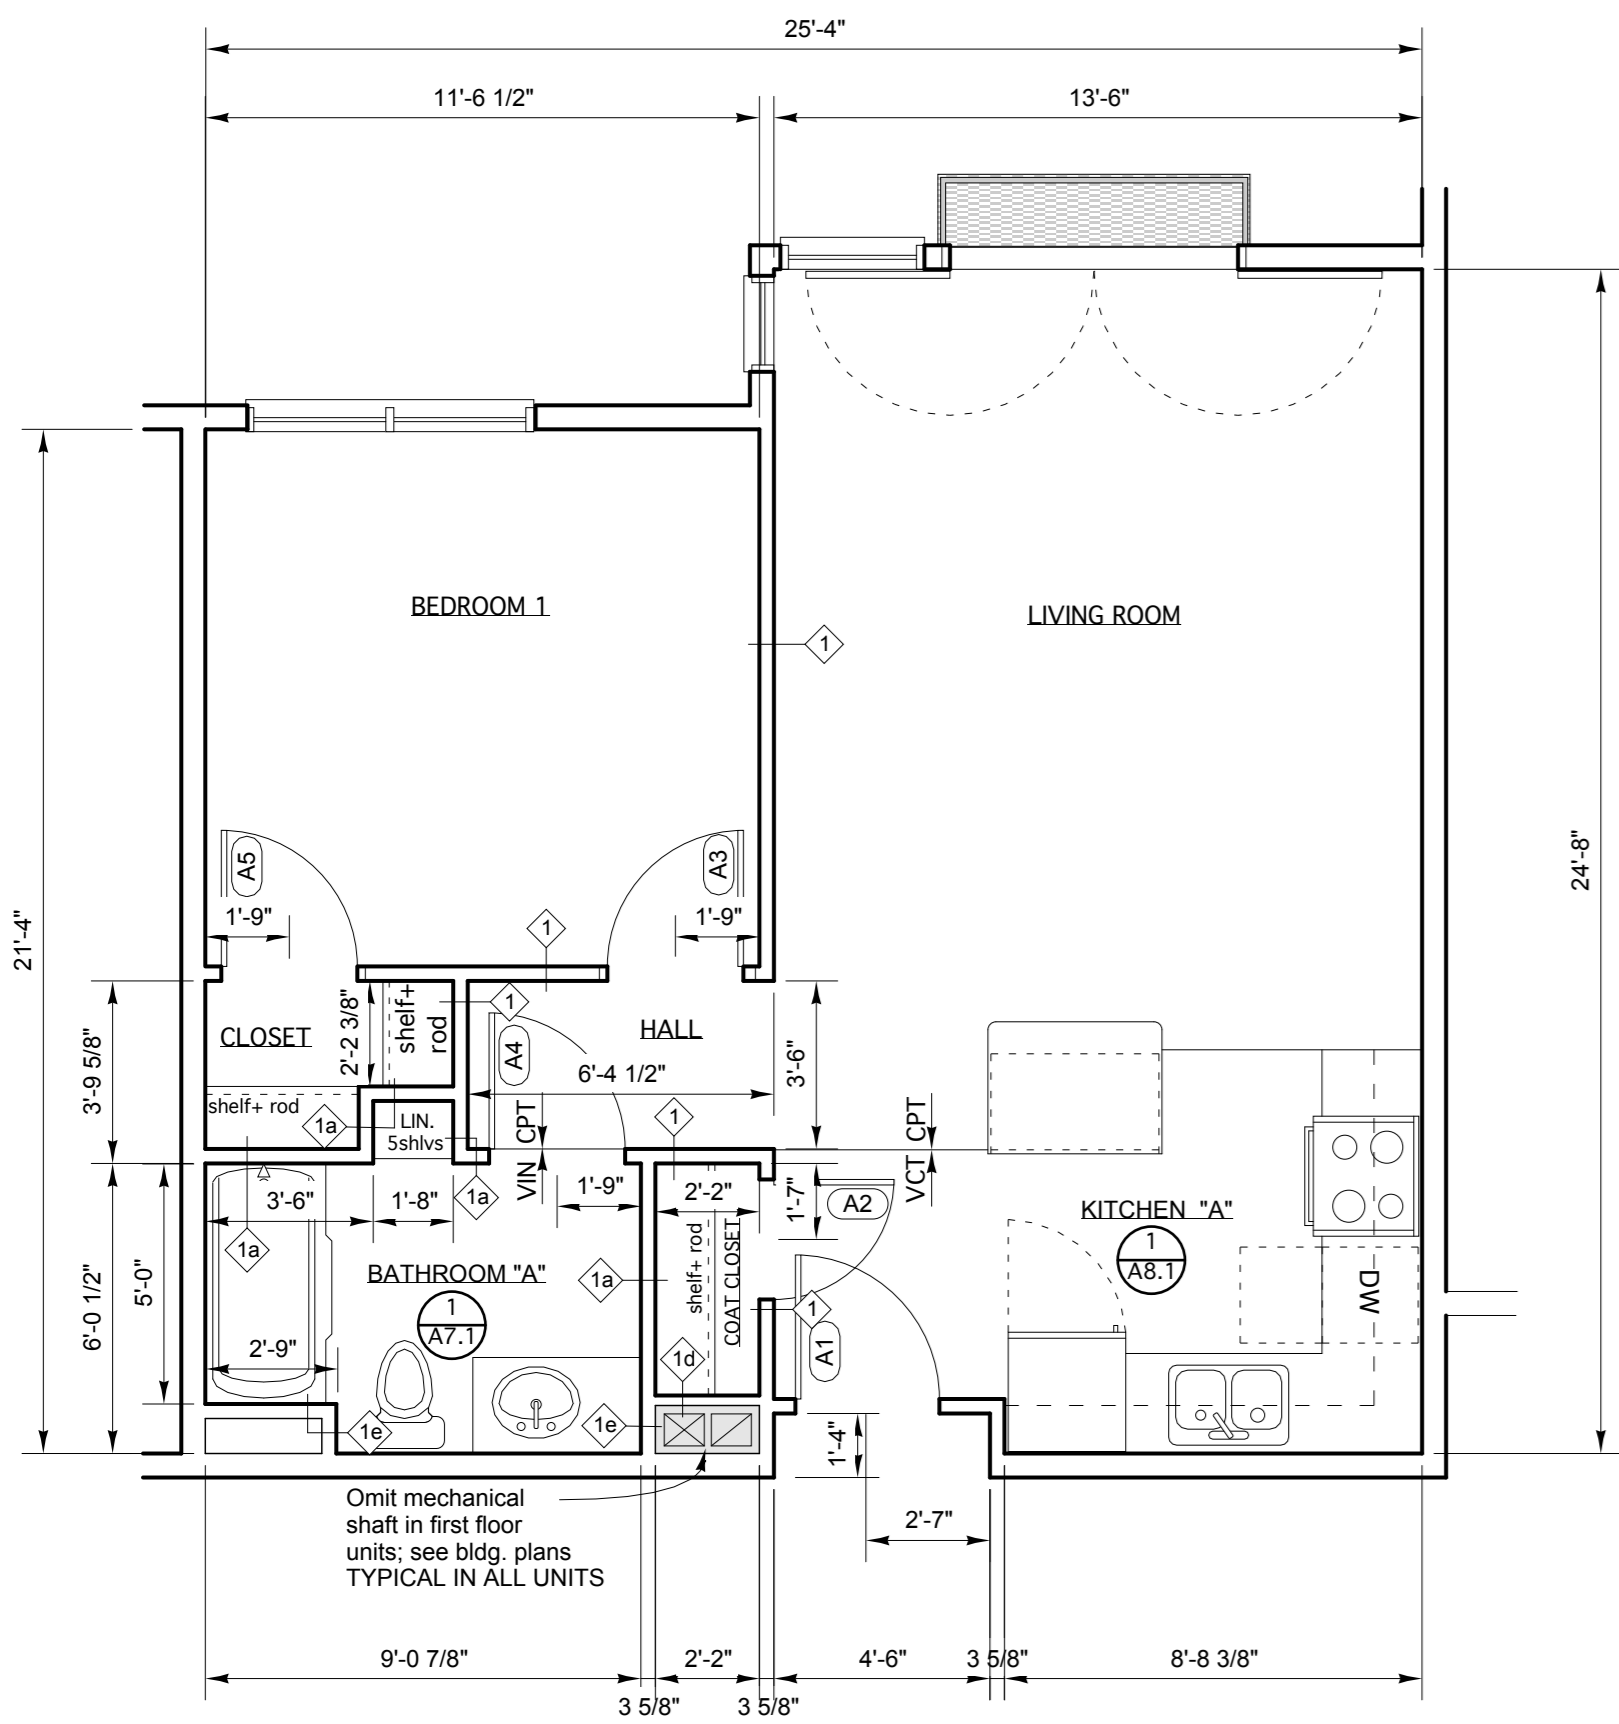 25'-4"
11'-6 1/2"
13'-6"
BEDROOM 1
LIVING ROOM
1
21'-4"
24'-8"
A5
A3
1'-9"
1'-9"
1
3'-9 5/8"
CLOSET
2'-2 3/8"
shelf+
rod
1
A4
HALL
6'-4 1/2"
3'-6"
shelf+ rod
1a
LIN.
5shlvs
CPT
VIN
1
CPT
VCT
6'-0 1/2"
5'-0"
3'-6"
1'-8"
1a
1'-9"
2'-2"
1'-7"
A2
KITCHEN "A"
1
A8.1
1a
BATHROOM "A"
1
A7.1
1a
shelf+ rod
COAT CLOSET
1
A1
DW
2'-9"
1d
1e
1e
1'-4"
Omit mechanical
shaft in first floor
units; see bldg. plans
TYPICAL IN ALL UNITS
2'-7"
9'-0 7/8"
2'-2"
4'-6"
3 5/8"
8'-8 3/8"
3 5/8"
3 5/8"